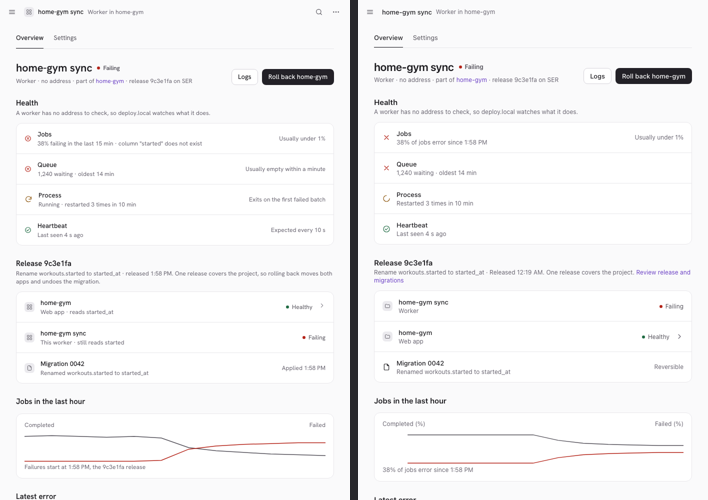 home-gym sync Worker in home-gym
Overview Settings
home-gym sync Failing
Worker · no address · part of home-gym · release 9c3e1fa on SER
Logs
Roll back home-gym
Health
A worker has no address to check, so deploy.local watches what it does.
Jobs
38% failing in the last 15 min · column "started" does not exist
Usually under 1%
Queue
1,240 waiting · oldest 14 min
Usually empty within a minute
Process
Running · restarted 3 times in 10 min
Exits on the first failed batch
Heartbeat
Last seen 4 s ago
Expected every 10 s
Release 9c3e1fa
Rename workouts.started to started_at · released 1:58 PM. One release covers the project, so rolling back moves both
apps and undoes the migration.
home-gym
Web app · reads started_at
Healthy
home-gym sync
This worker · still reads started
Failing
Migration 0042
Renamed workouts.started to started_at
Applied 1:58 PM
Jobs in the last hour
Completed
Failed
Failures start at 1:58 PM, the 9c3e1fa release
Latest error
home-gym sync Worker in home-gym
Overview Settings
home-gym sync Failing
Worker · no address · part of home-gym · release 9c3e1fa on SER
Logs
Roll back home-gym
Health
A worker has no address to check, so deploy.local watches what it does.
Jobs
38% of jobs error since 1:58 PM
Usually under 1%
Queue
1,240 waiting · oldest 14 min
Process
Restarted 3 times in 10 min
Heartbeat
Last seen 4 s ago
Release 9c3e1fa
Rename workouts.started to started_at · Released 12:19 AM. One release covers the project. Review release and
migrations
home-gym sync
Worker
Failing
home-gym
Web app
Healthy
Migration 0042
Renamed workouts.started to started_at
Reversible
Jobs in the last hour
Completed (%)
Failed (%)
38% of jobs error since 1:58 PM
Latest error